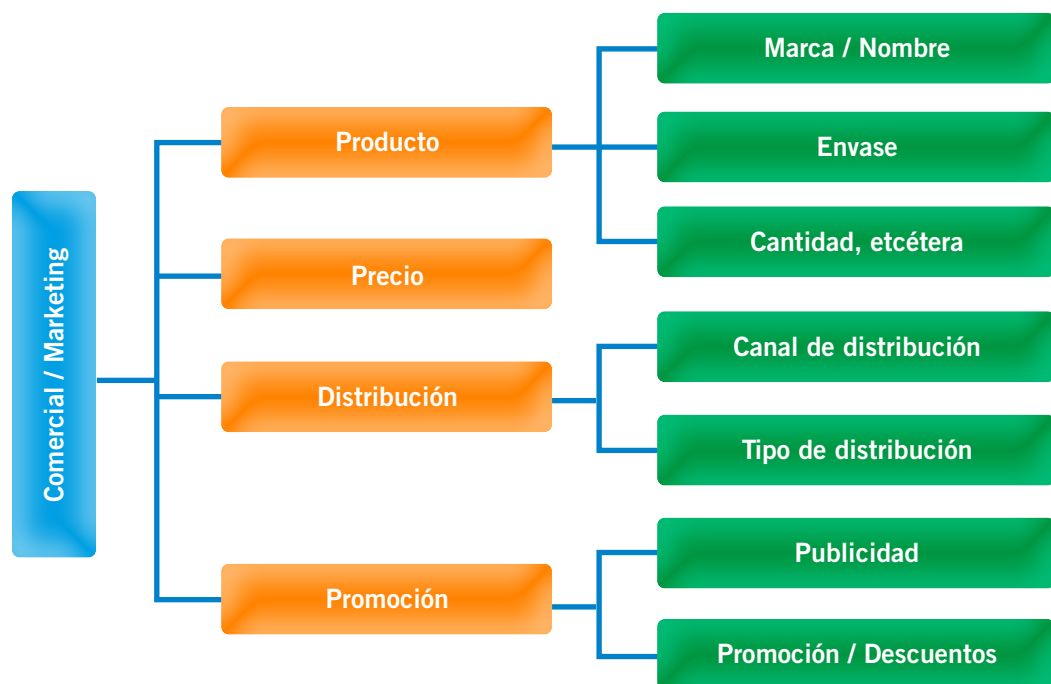 Comercial / Marketing
Producto
Marca / Nombre
Envase
Cantidad, etcétera
Precio
Distribución
Canal de distribución
Tipo de distribución
Promoción
Publicidad
Promoción / Descuentos